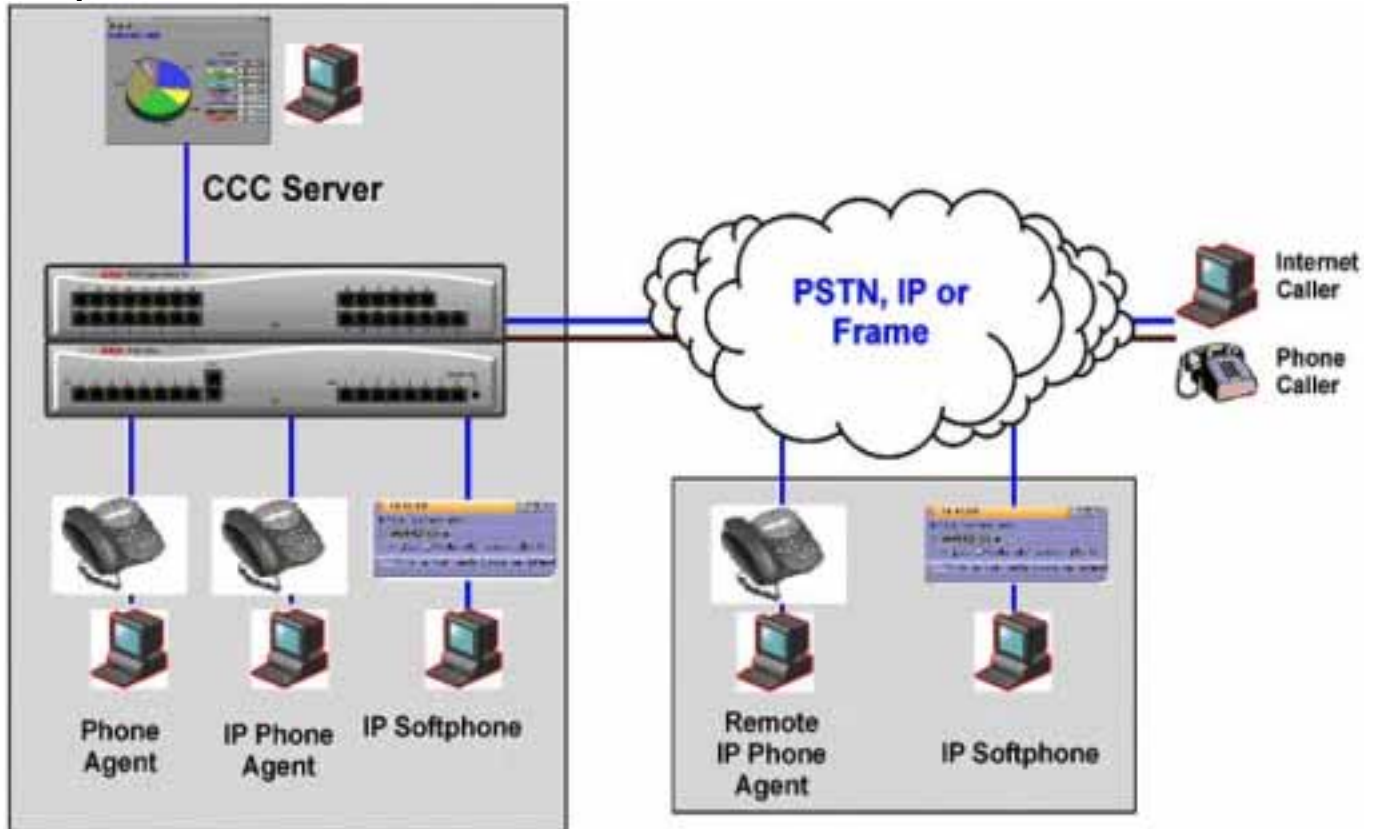 CCC Server
PSTN, IP or
Frame
Internet
Caller
Phone
Caller
Phone
Agent
IP Phone
Agent
IP Softphone
Remote
IP Phone
Agent
IP Softphone